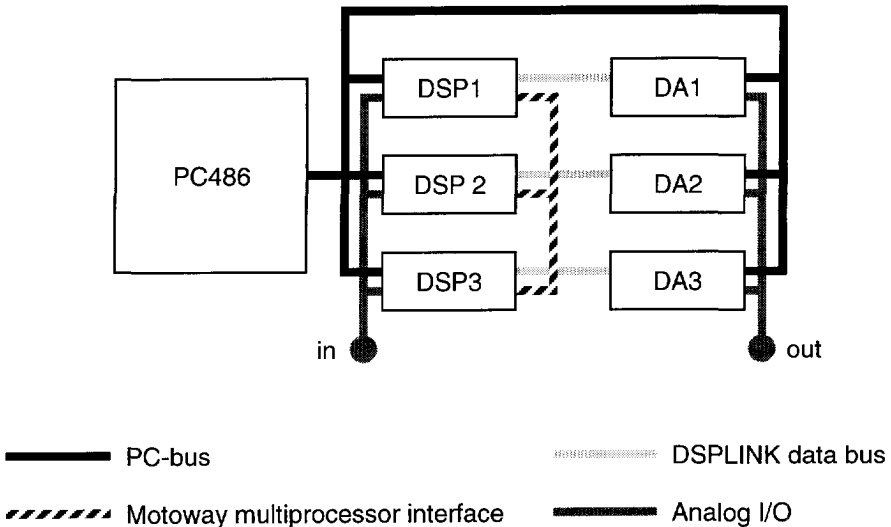 DSP1
DA1
PC486
DSP 2
DA2
DSP3
DA3
in
out
PC-bus
DSPLINK data bus
Motoway multiprocessor interface
Analog I/O